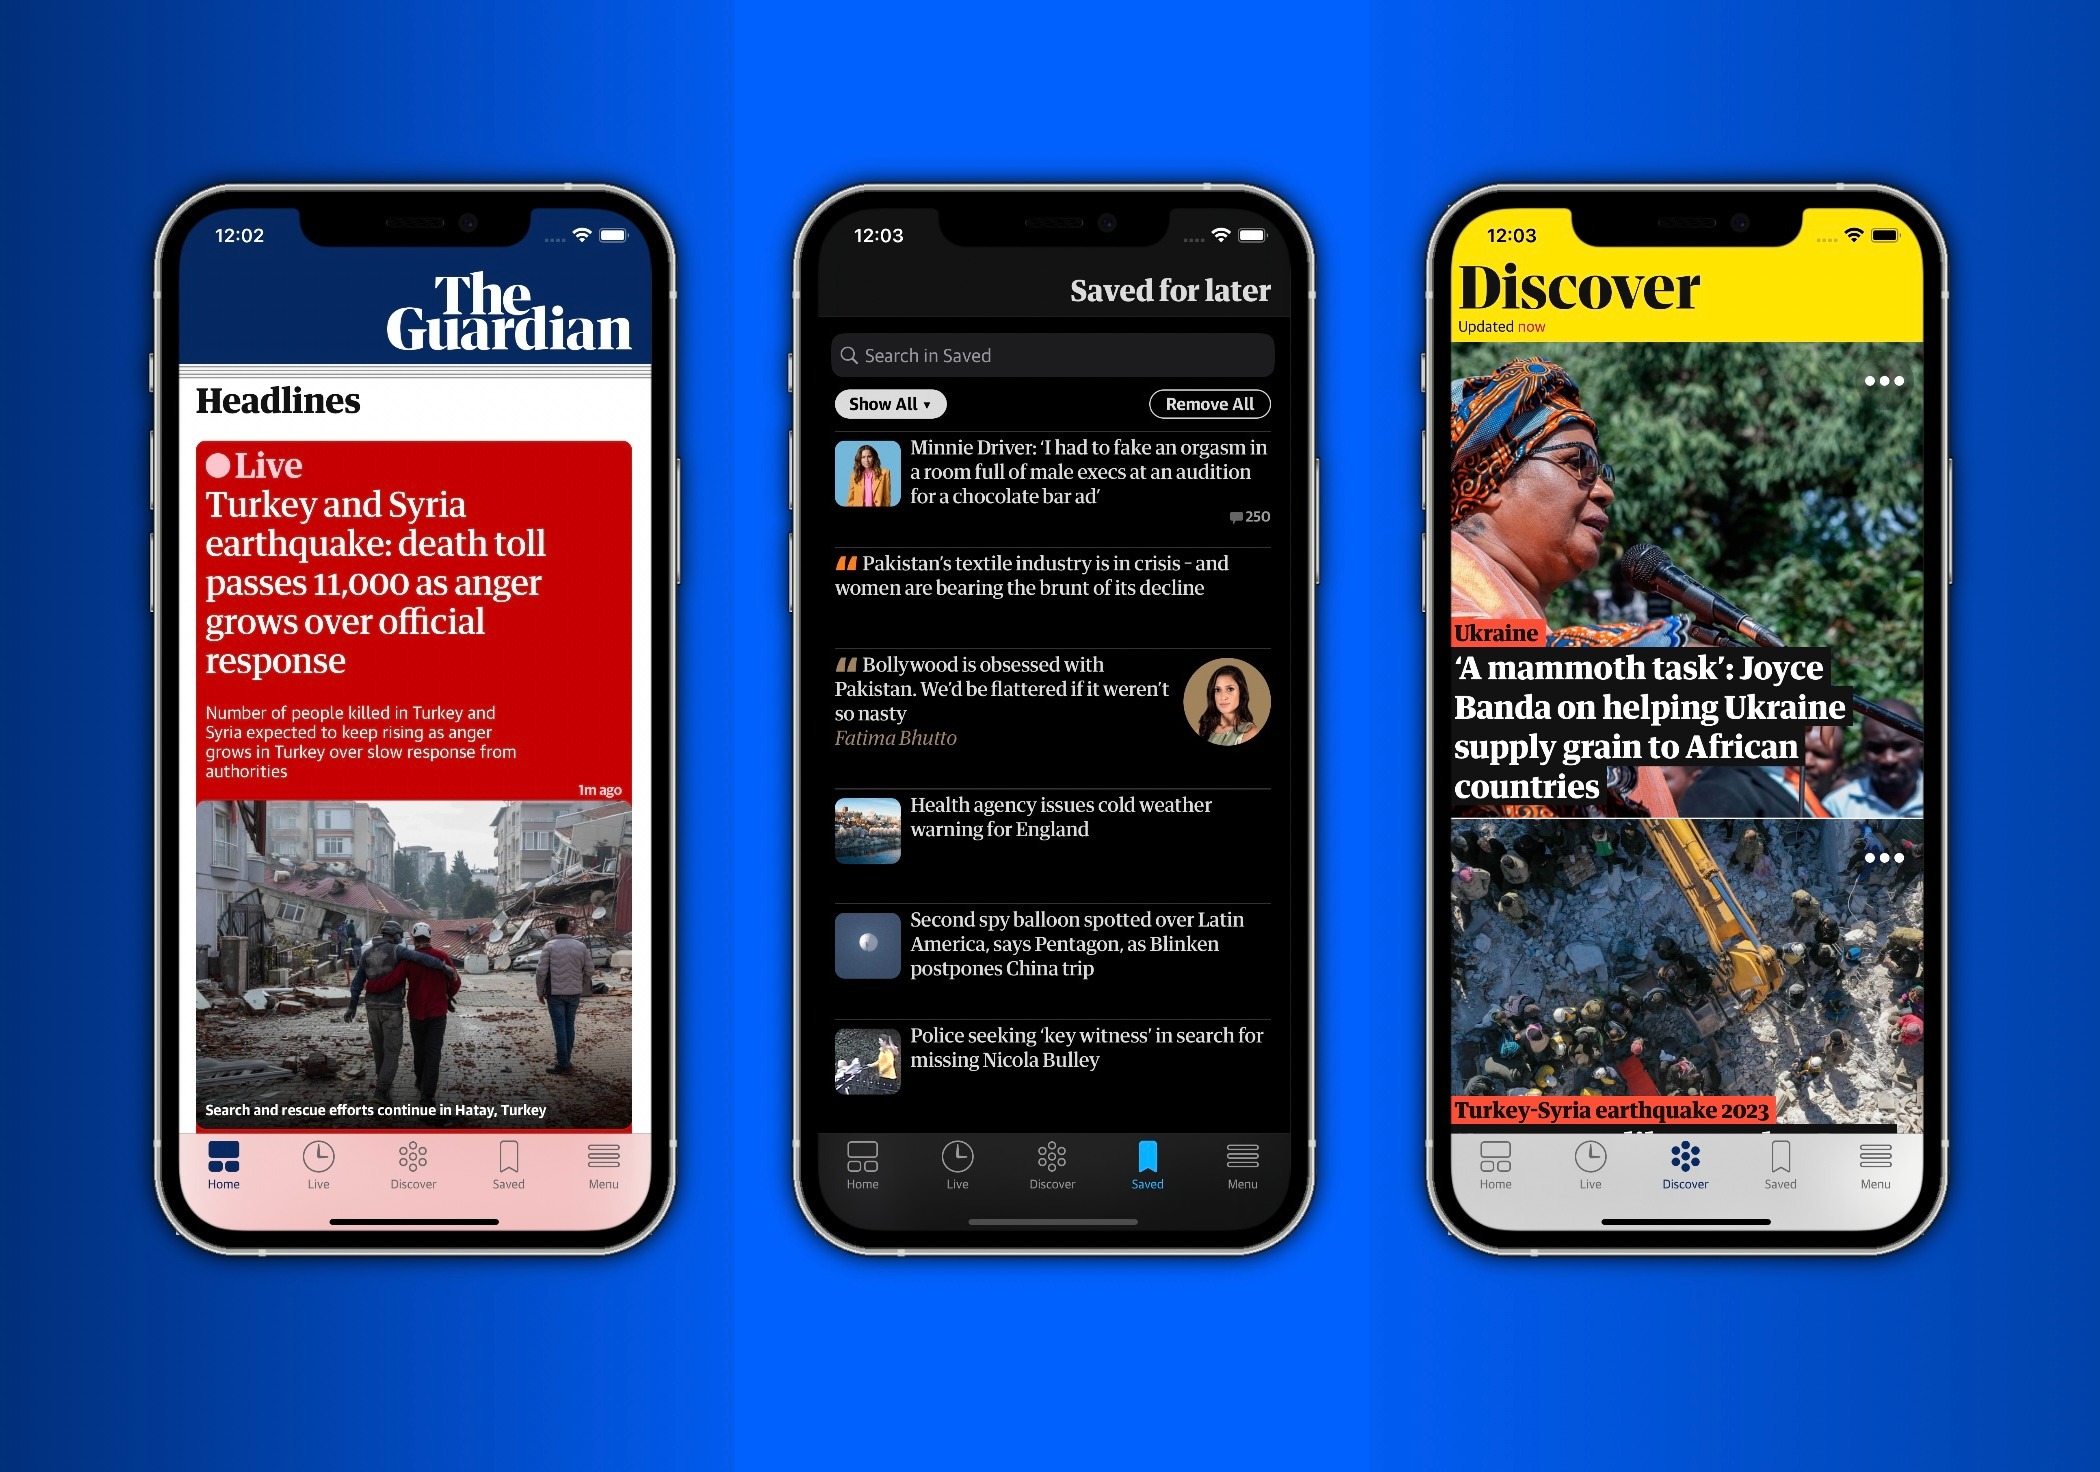 12:02
The
Guardian
Headlines
Live
Turkey and Syria
earthquake: death toll
passes 11,000 as anger
grows over official
response
Number of people killed in Turkey and
Syria expected to keep rising as anger
grows in Turkey over slow response from
authorities
1m ago
Search and rescue efforts continue in Hatay, Turkey
Home Live Discover Saved Menu
12:03
Saved for later
Search in Saved
Show All ▾ Remove All
Minnie Driver: ‘I had to fake an orgasm in
a room full of male execs at an audition
for a chocolate bar ad’
250
Pakistan’s textile industry is in crisis – and
women are bearing the brunt of its decline
Bollywood is obsessed with
Pakistan. We’d be flattered if it weren’t
so nasty
Fatima Bhutto
Health agency issues cold weather
warning for England
Second spy balloon spotted over Latin
America, says Pentagon, as Blinken
postpones China trip
Police seeking ‘key witness’ in search for
missing Nicola Bulley
Home Live Discover Saved Menu
12:03
Discover
Updated now
Ukraine
‘A mammoth task’: Joyce
Banda on helping Ukraine
supply grain to African
countries
Turkey-Syria earthquake 2023
Home Live Discover Saved Menu